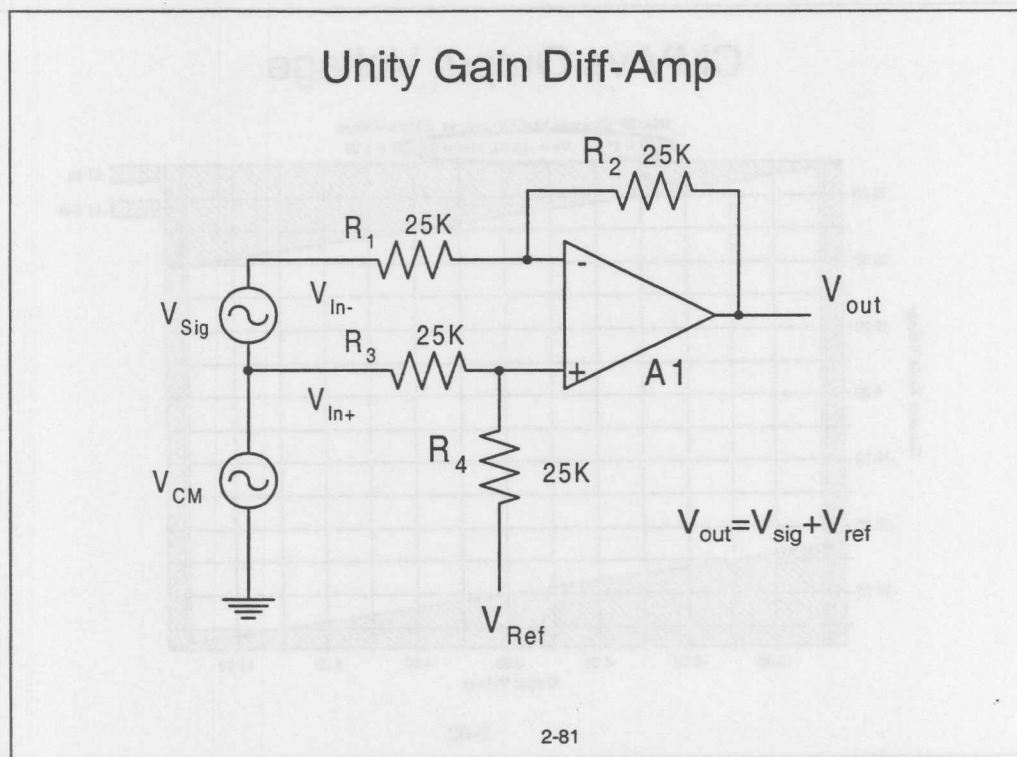 Unity Gain Diff-Amp
R2 25K
R1 25K
VIn-
VSig
Vout
R3 25K
VIn+
-
+
A1
R4 25K
VCM
Vout=Vsig+Vref
VRef
2-81